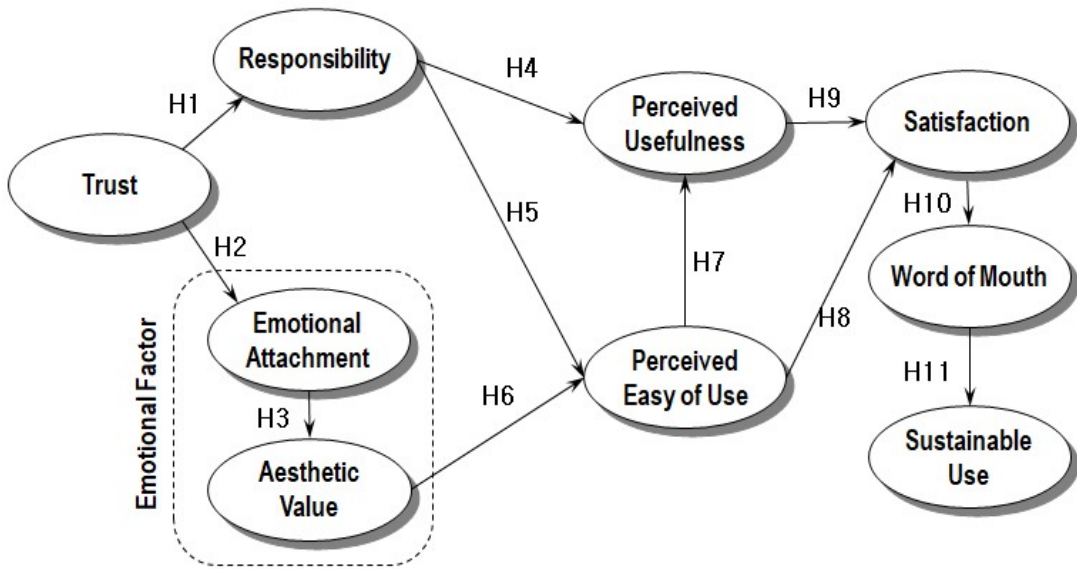 Responsibility
H4
H1
Perceived
Usefulness
H9
Satisfaction
Trust
H5
H10
H2
H7
Word of Mouth
Emotional Factor
Emotional
Attachment
H8
H3
H6
Perceived
Easy of Use
H11
Aesthetic
Value
Sustainable
Use